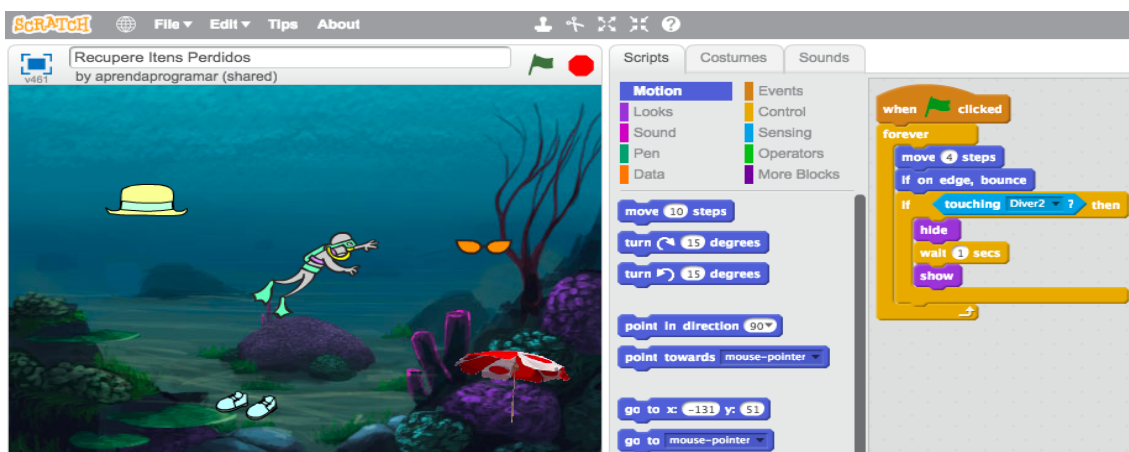 SCRATCH File Edit Tips About
v461
Recupere Itens Perdidos
by aprendaprogramar (shared)
Scripts Costumes Sounds
Motion Events
Looks Control
Sound Sensing
Pen Operators
Data More Blocks
move 10 steps
turn 15 degrees
turn 15 degrees
point in direction 90
point towards mouse-pointer
go to x: -131 y: 51
go to mouse-pointer
when clicked
forever
move 4 steps
if on edge, bounce
if touching Diver2 ? then
hide
wait 1 secs
show